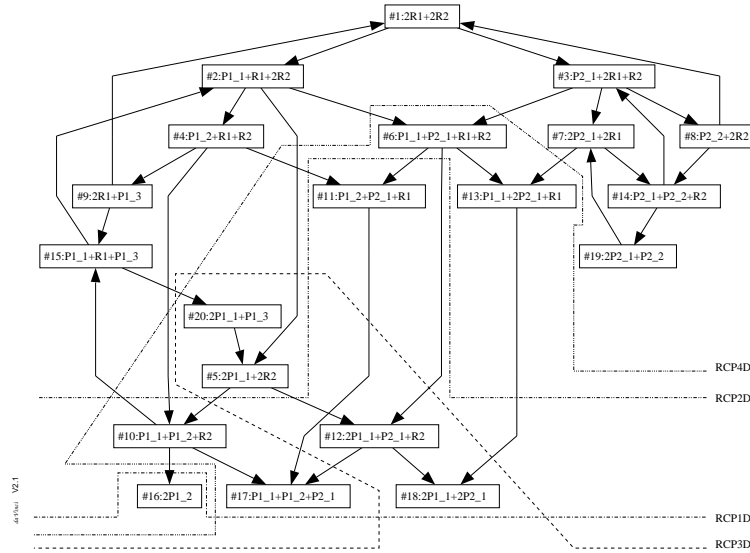 #1:2R1+2R2
#2:P1_1+R1+2R2
#3:P2_1+2R1+R2
#4:P1_2+R1+R2
#6:P1_1+P2_1+R1+R2
#7:2P2_1+2R1
#8:P2_2+2R2
#9:2R1+P1_3
#11:P1_2+P2_1+R1
#13:P1_1+2P2_1+R1
#14:P2_1+P2_2+R2
#15:P1_1+R1+P1_3
#19:2P2_1+P2_2
#20:2P1_1+P1_3
#5:2P1_1+2R2
RCP4D
RCP2D
#10:P1_1+P1_2+R2
#12:2P1_1+P2_1+R2
#16:2P1_2
#17:P1_1+P1_2+P2_1
#18:2P1_1+2P2_1
daVinci V2.1
RCP1D
RCP3D